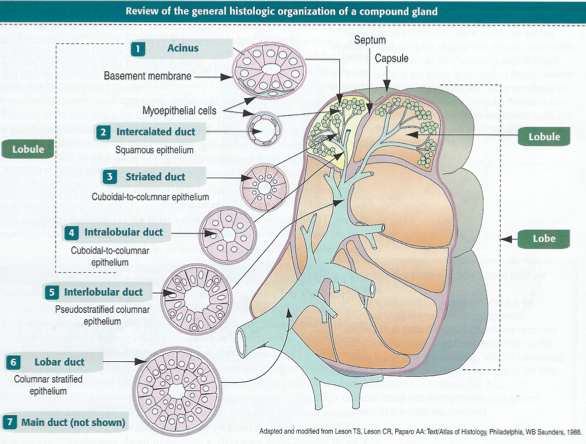 Review of the general histologic organization of a compound gland
Septum
Capsule
1 Acinus
Basement membrane
Myoepithelial cells
2 Intercalated duct
Squamous epithelium
Lobule
Lobule
3 Striated duct
Cuboidal-to-columnar epithelium
4 Intralobular duct
Cuboidal-to-columnar
epithelium
Lobe
5 Interlobular duct
Pseudostratified columnar
epithelium
6 Lobar duct
Columnar stratified
epithelium
7 Main duct (not shown)
Adapted and modified from Leson TS, Leson CR, Paparo AA: Text/Atlas of Histology, Philadelphia, WB Saunders, 1988.